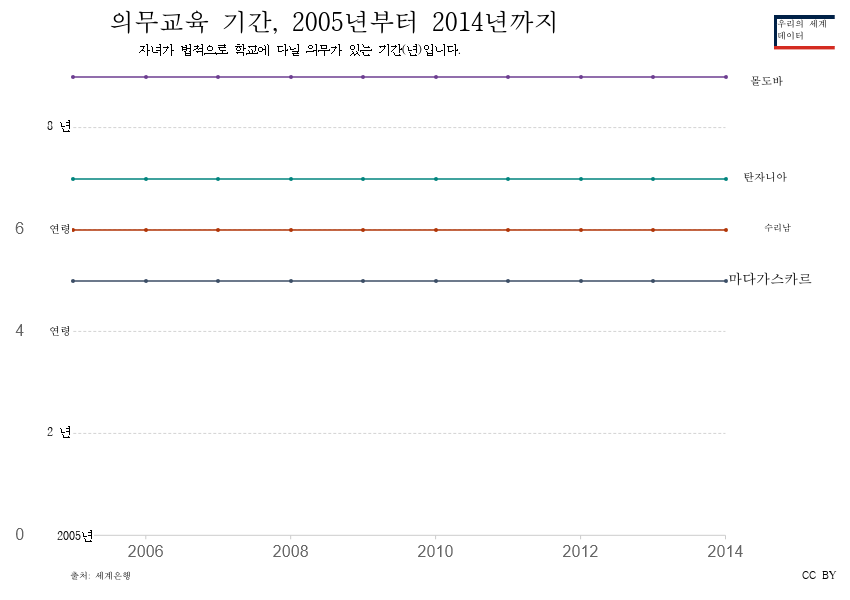 의무교육 기간, 2005년부터 2014년까지
자녀가 법적으로 학교에 다닐 의무가 있는 기간(년)입니다.
우리의 세계
데이터
몰도바
8 년
탄자니아
6 연령
수리남
마다가스카르
4 연령
2 년
0 2005년
2006 2008 2010 2012 2014
출처: 세계은행
CC BY